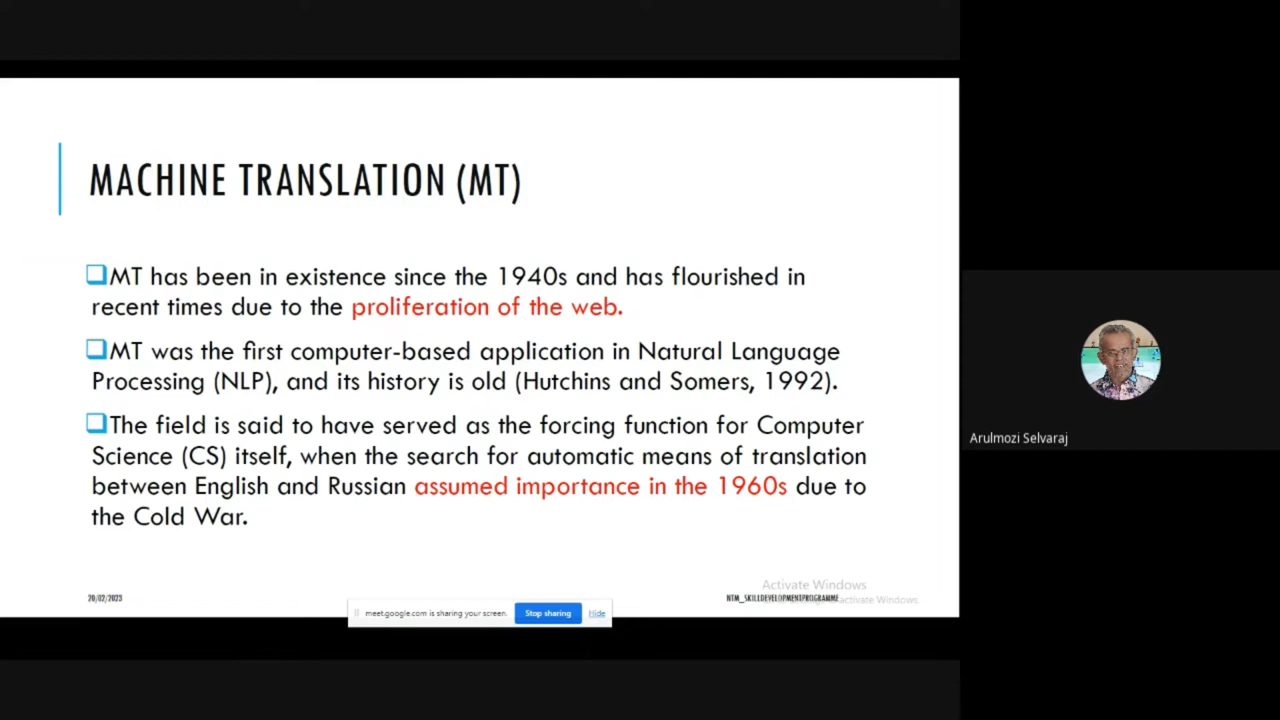 MACHINE TRANSLATION (MT)
MT has been in existence since the 1940s and has flourished in
recent times due to the proliferation of the web.
MT was the first computer-based application in Natural Language
Processing (NLP), and its history is old (Hutchins and Somers, 1992).
The field is said to have served as the forcing function for Computer
Science (CS) itself, when the search for automatic means of translation
between English and Russian assumed importance in the 1960s due to
the Cold War.
Arulmozi Selvaraj
Activate Windows
20/02/2023
NTM_SKILLDEVELOPMENTPROGRAMME
activate Windows.
meet.google.com is sharing your screen. Stop sharing Hide